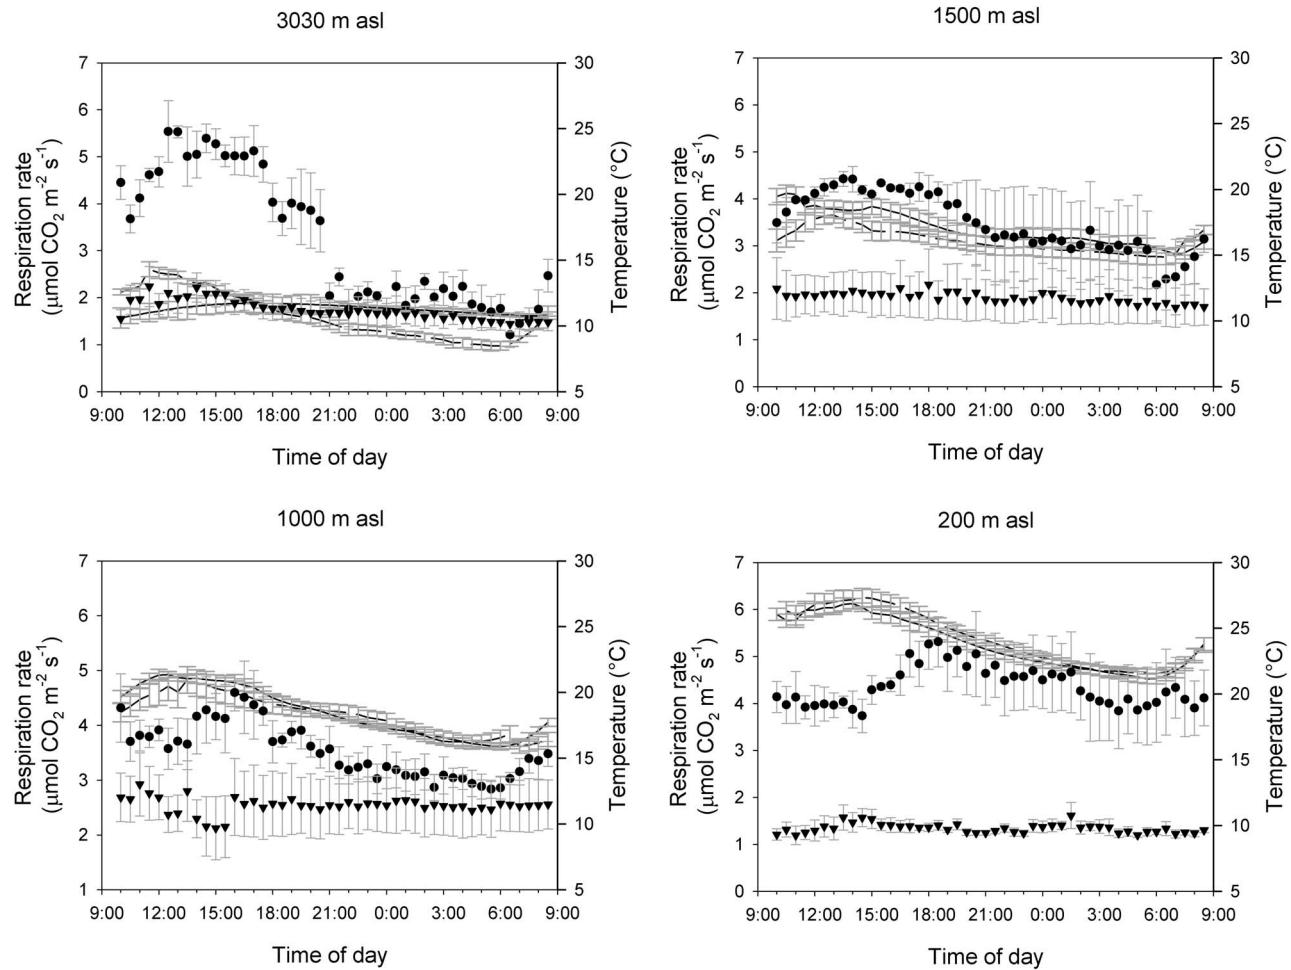 3030 m asl
7
6
5
4
3
2
1
0
30
25
20
15
10
5
Respiration rate
(μmol CO₂ m⁻² s⁻¹)
Temperature (°C)
9:00 12:00 15:00 18:00 21:00 0:00 3:00 6:00 9:00
Time of day
1500 m asl
7
6
5
4
3
2
1
0
30
25
20
15
10
5
Respiration rate
(μmol CO₂ m⁻² s⁻¹)
Temperature (°C)
9:00 12:00 15:00 18:00 21:00 0:00 3:00 6:00 9:00
Time of day
1000 m asl
7
6
5
4
3
2
1
30
25
20
15
10
5
Respiration rate
(μmol CO₂ m⁻² s⁻¹)
Temperature (°C)
9:00 12:00 15:00 18:00 21:00 0:00 3:00 6:00 9:00
Time of day
200 m asl
7
6
5
4
3
2
1
0
30
25
20
15
10
5
Respiration rate
(μmol CO₂ m⁻² s⁻¹)
Temperature (°C)
9:00 12:00 15:00 18:00 21:00 0:00 3:00 6:00 9:00
Time of day